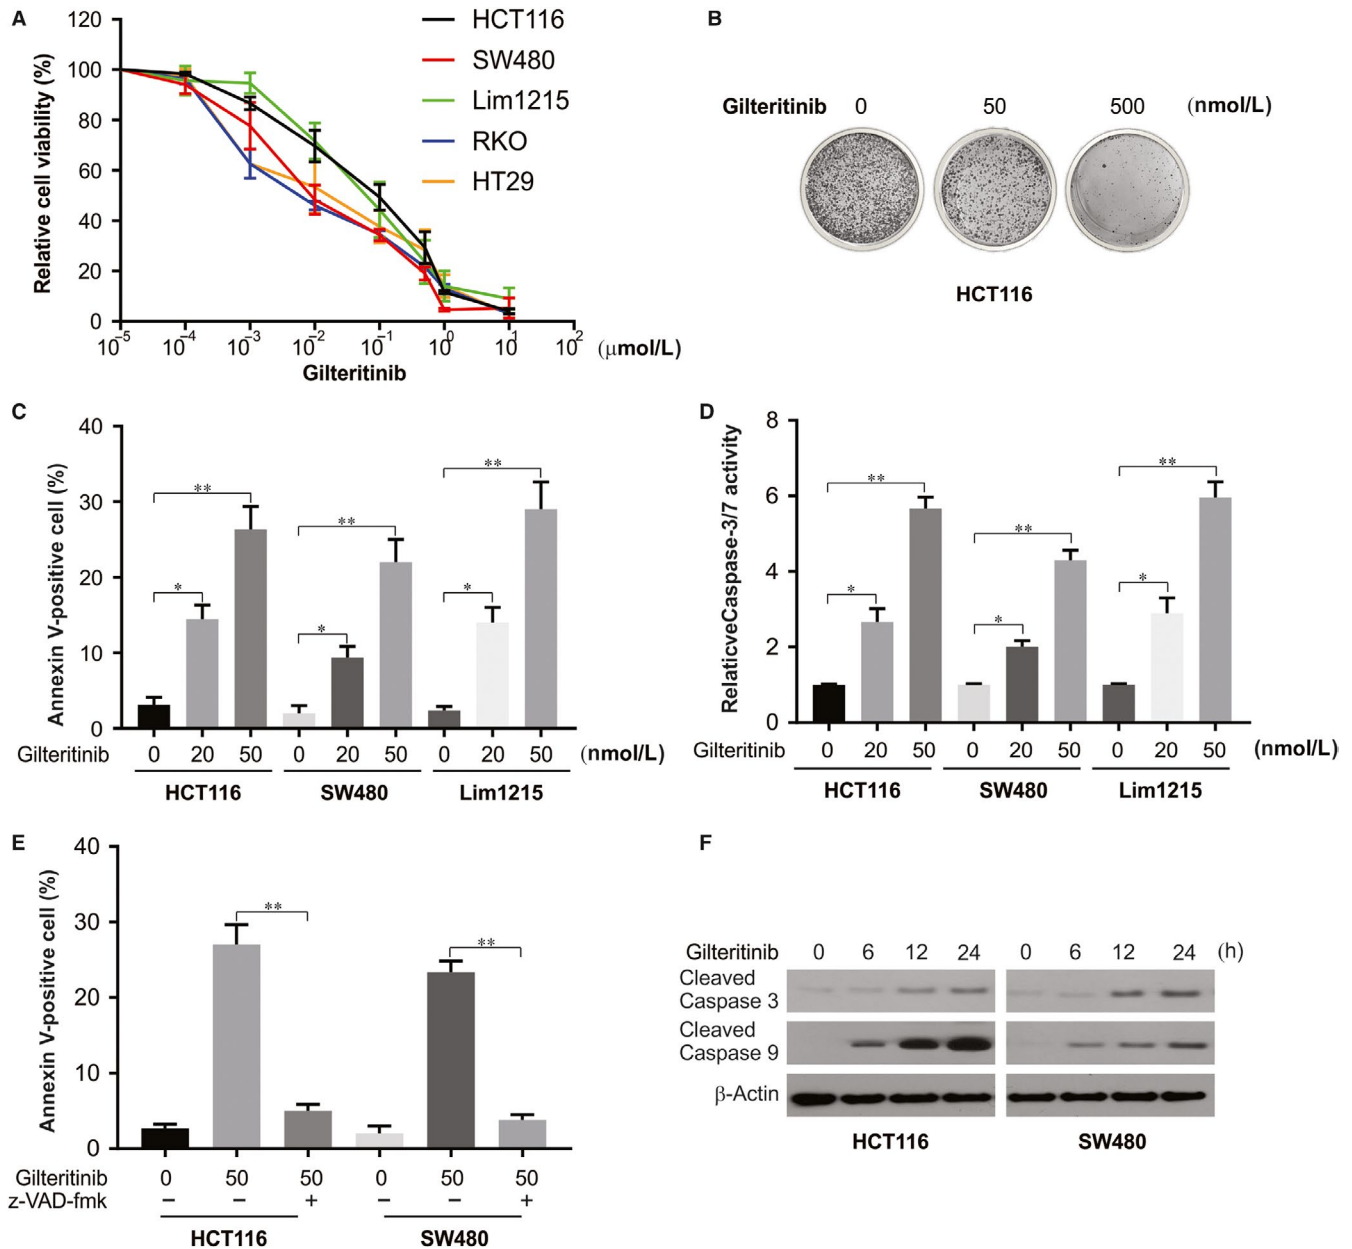 A
120
100
80
60
40
20
0
Relative cell viability (%)
HCT116
SW480
Lim1215
RKO
HT29
10⁻⁵ 10⁻⁴ 10⁻³ 10⁻² 10⁻¹ 10⁰ 10¹ 10² (μmol/L)
Gilteritinib
B
Gilteritinib 0 50 500 (nmol/L)
HCT116
C
40
30
20
10
0
Annexin V-positive cell (%)
** ** **
* * *
Gilteritinib 0 20 50 0 20 50 0 20 50 (nmol/L)
HCT116 SW480 Lim1215
D
8
6
4
2
0
RelaticveCaspase-3/7 activity
** ** **
* * *
Gilteritinib 0 20 50 0 20 50 0 20 50 (nmol/L)
HCT116 SW480 Lim1215
E
40
30
20
10
0
Annexin V-positive cell (%)
** **
Gilteritinib 0 50 50 0 50 50
z-VAD-fmk − − + − − +
HCT116 SW480
F
Gilteritinib 0 6 12 24 0 6 12 24 (h)
Cleaved
Caspase 3
Cleaved
Caspase 9
β-Actin
HCT116 SW480